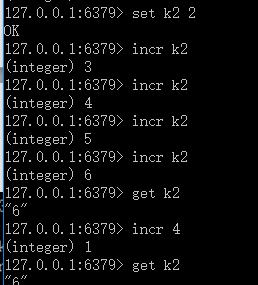 127.0.0.1:6379> set k2 2
OK
127.0.0.1:6379> incr k2
(integer) 3
127.0.0.1:6379> incr k2
(integer) 4
127.0.0.1:6379> incr k2
(integer) 5
127.0.0.1:6379> incr k2
(integer) 6
127.0.0.1:6379> get k2
"6"
127.0.0.1:6379> incr 4
(integer) 1
127.0.0.1:6379> get k2
"6"